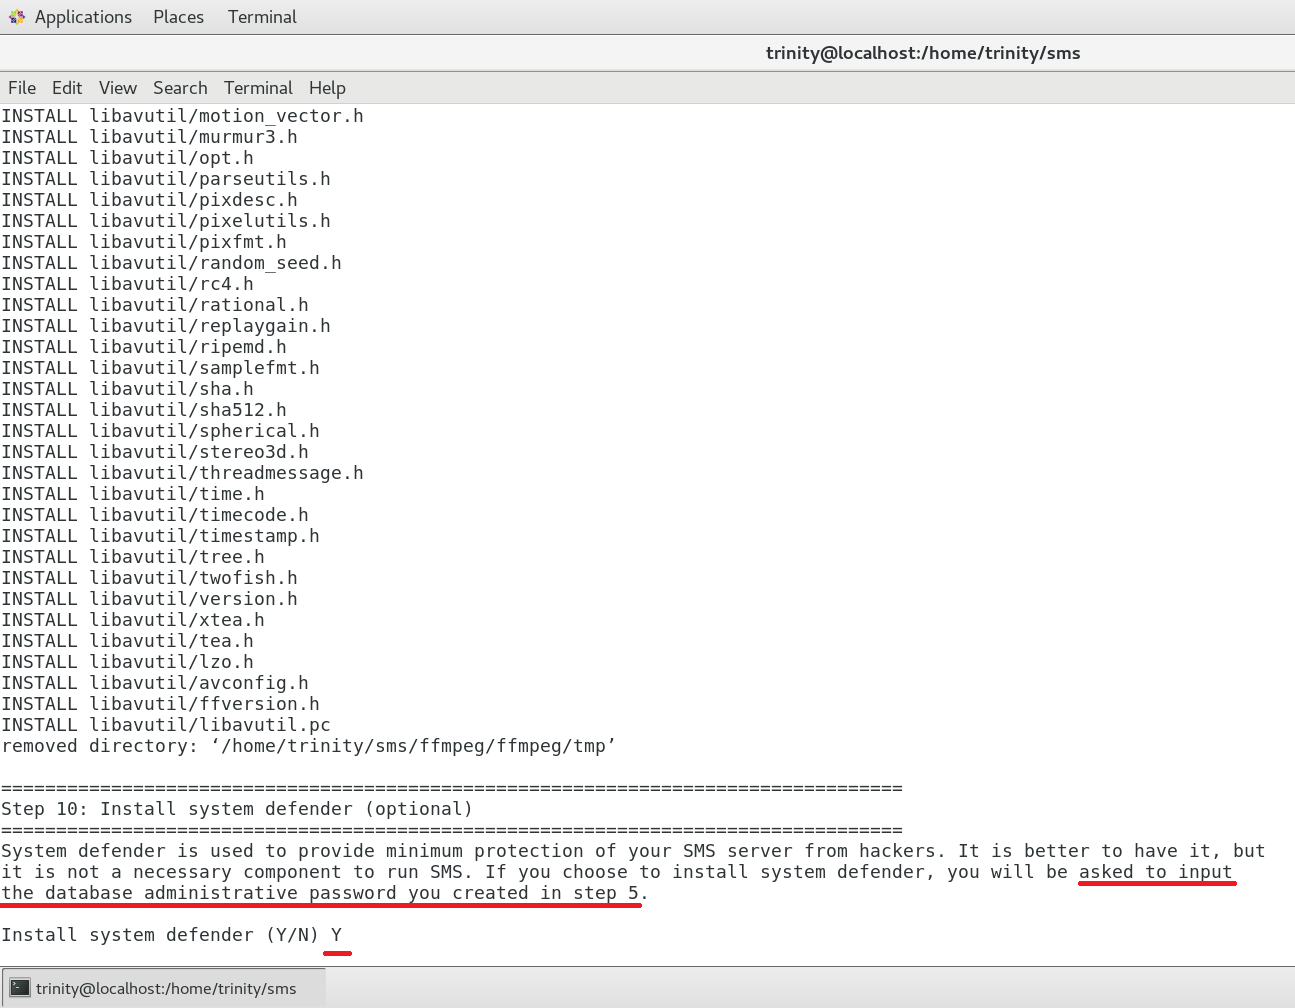 Applications Places Terminal
trinity@localhost:/home/trinity/sms
File Edit View Search Terminal Help
INSTALL libavutil/motion_vector.h
INSTALL libavutil/murmur3.h
INSTALL libavutil/opt.h
INSTALL libavutil/parseutils.h
INSTALL libavutil/pixdesc.h
INSTALL libavutil/pixelutils.h
INSTALL libavutil/pixfmt.h
INSTALL libavutil/random_seed.h
INSTALL libavutil/rc4.h
INSTALL libavutil/rational.h
INSTALL libavutil/replaygain.h
INSTALL libavutil/ripemd.h
INSTALL libavutil/samplefmt.h
INSTALL libavutil/sha.h
INSTALL libavutil/sha512.h
INSTALL libavutil/spherical.h
INSTALL libavutil/stereo3d.h
INSTALL libavutil/threadmessage.h
INSTALL libavutil/time.h
INSTALL libavutil/timecode.h
INSTALL libavutil/timestamp.h
INSTALL libavutil/tree.h
INSTALL libavutil/twofish.h
INSTALL libavutil/version.h
INSTALL libavutil/xtea.h
INSTALL libavutil/tea.h
INSTALL libavutil/lzo.h
INSTALL libavutil/avconfig.h
INSTALL libavutil/ffversion.h
INSTALL libavutil/libavutil.pc
removed directory: ‘/home/trinity/sms/ffmpeg/ffmpeg/tmp’
==================================================================================
Step 10: Install system defender (optional)
==================================================================================
System defender is used to provide minimum protection of your SMS server from hackers. It is better to have it, but
it is not a necessary component to run SMS. If you choose to install system defender, you will be asked to input
the database administrative password you created in step 5.
Install system defender (Y/N) Y
trinity@localhost:/home/trinity/sms